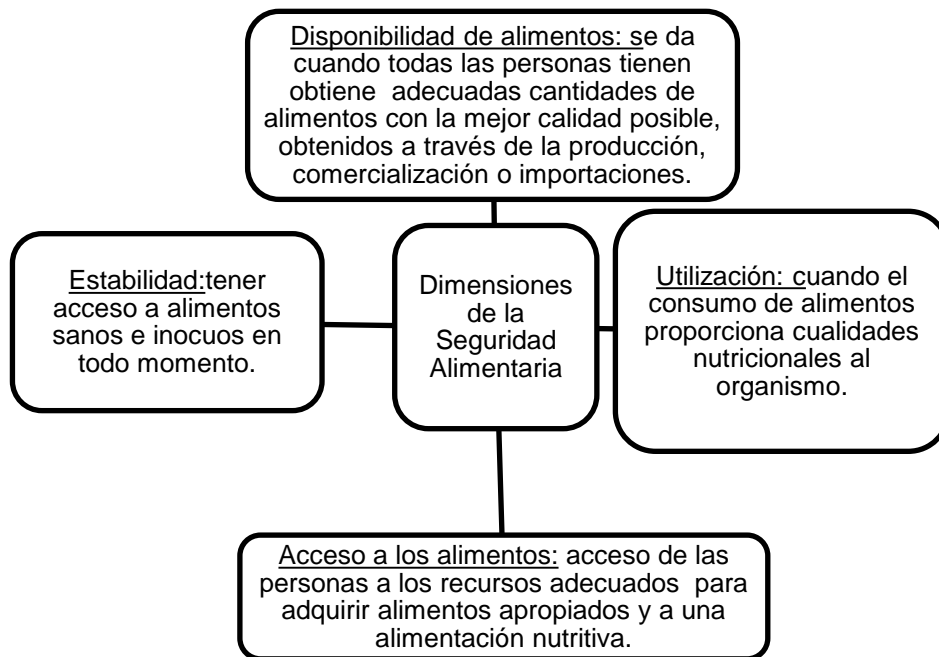 Disponibilidad de alimentos: se da
cuando todas las personas tienen
obtiene  adecuadas cantidades de
alimentos con la mejor calidad posible,
obtenidos a través de la producción,
comercialización o importaciones.
Estabilidad:tener
acceso a alimentos
sanos e inocuos en
todo momento.
Dimensiones
de la
Seguridad
Alimentaria
Utilización: cuando el
consumo de alimentos
proporciona cualidades
nutricionales al
organismo.
Acceso a los alimentos: acceso de las
personas a los recursos adecuados  para
adquirir alimentos apropiados y a una
alimentación nutritiva.